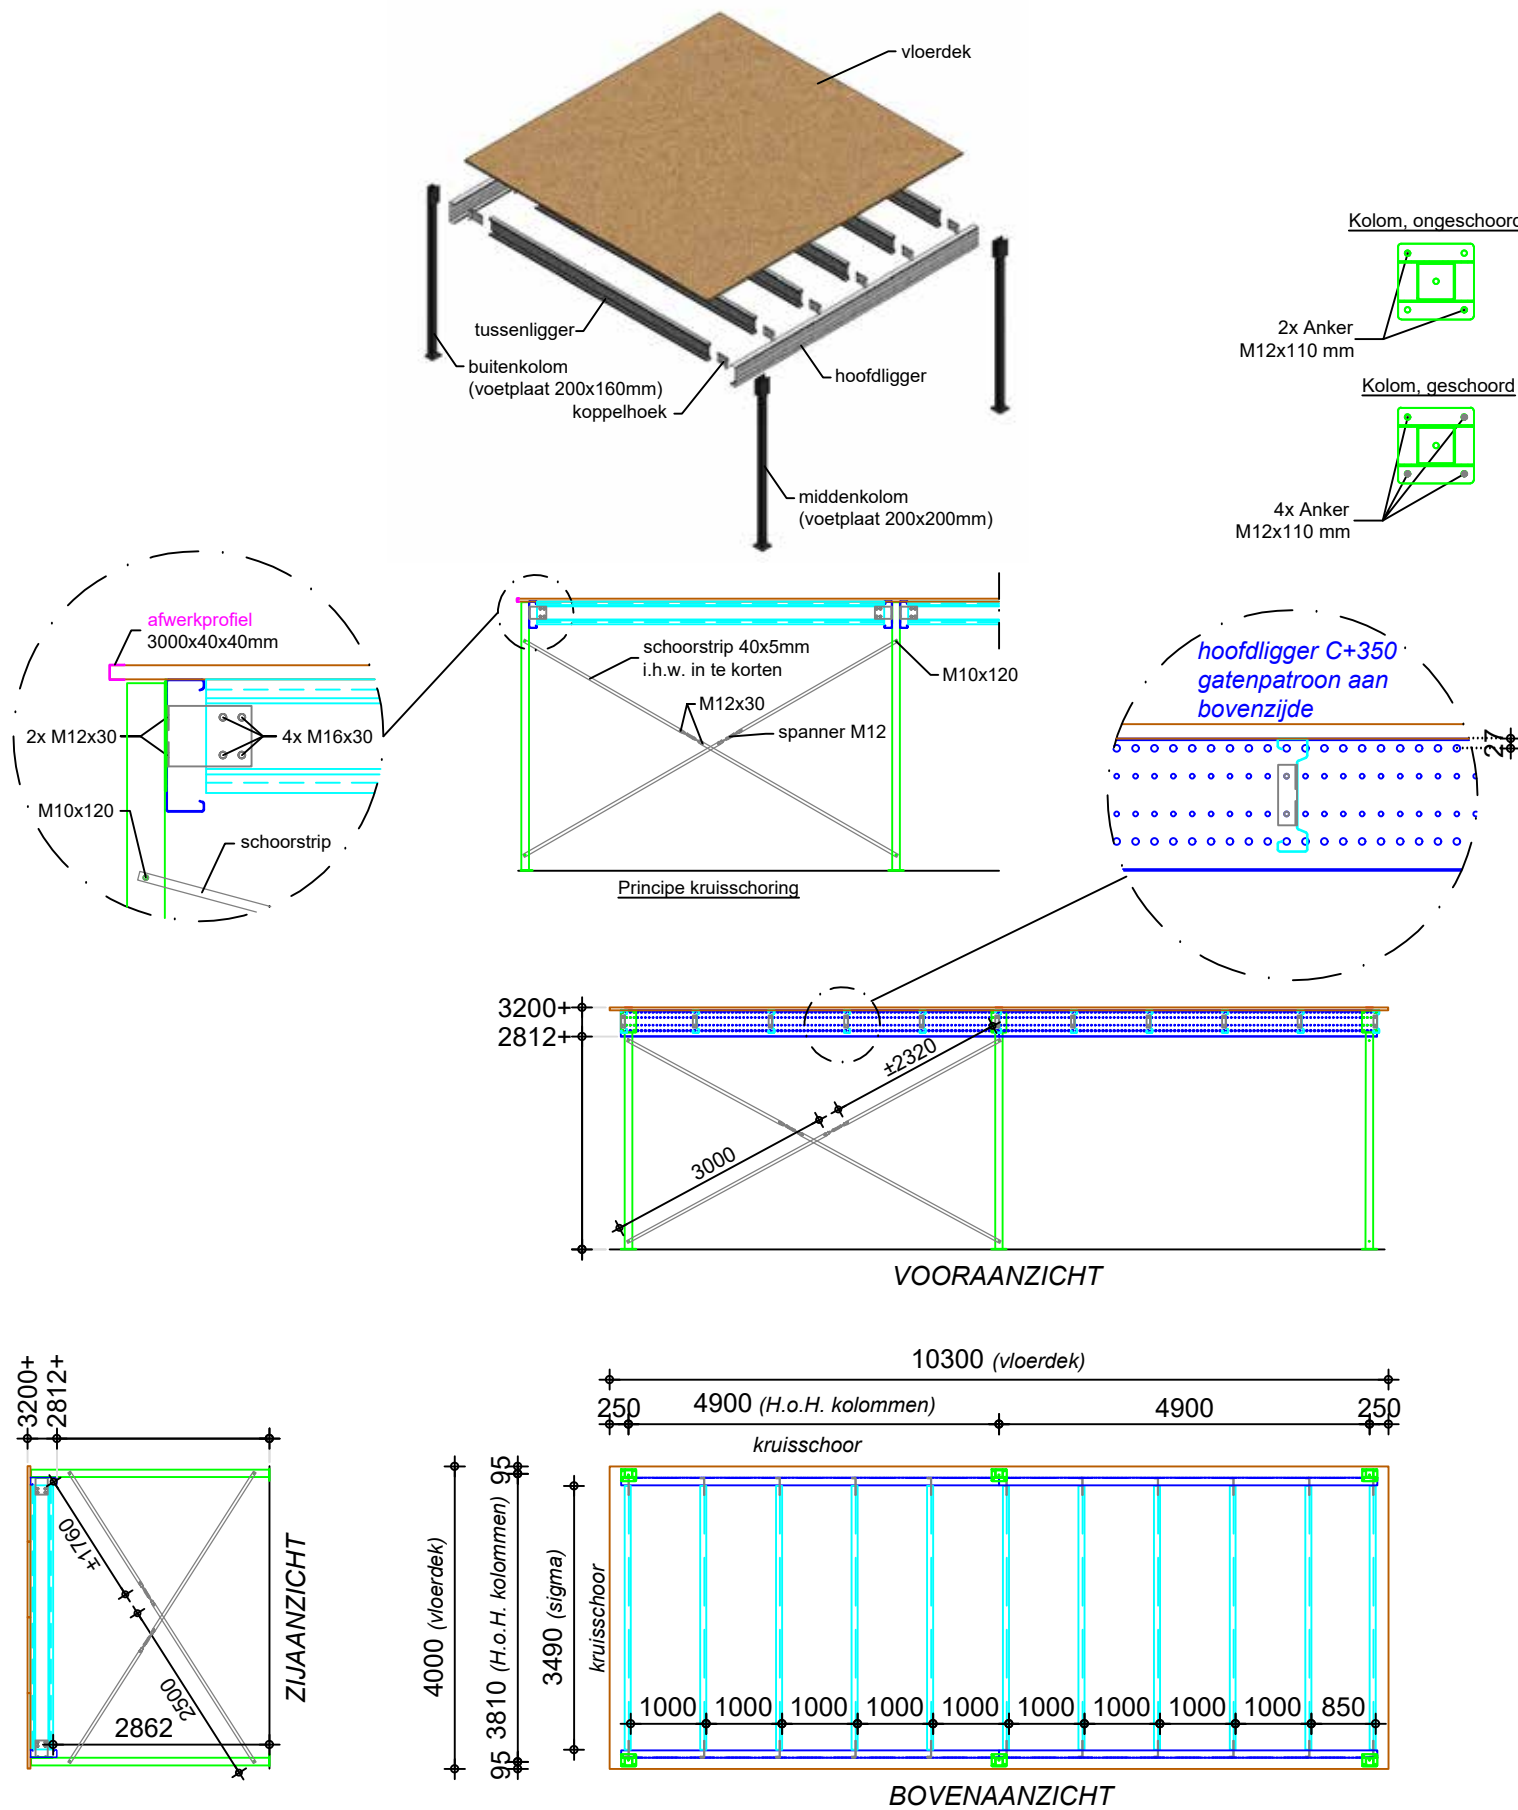 vloerdek
tussenligger
buitenkolom
(voetplaat 200x160mm)
koppelhoek
hoofdligger
middenkolom
(voetplaat 200x200mm)
Kolom, ongeschoord
2x Anker
M12x110 mm
Kolom, geschoord
4x Anker
M12x110 mm
afwerkprofiel
3000x40x40mm
2x M12x30
4x M16x30
M10x120
schoorstrip
schoorstrip 40x5mm
i.h.w. in te korten
M12x30
spanner M12
M10x120
Principe kruisschoring
hoofdligger C+350
gatenpatroon aan
bovenzijde
27
3200+
2812+
±2320
3000
VOORAANZICHT
3200+
2812+
±1760
2500
2862
ZIJAANZICHT
10300 (vloerdek)
250
4900 (H.o.H. kolommen)
4900
250
kruisschoor
4000 (vloerdek)
95
3810 (H.o.H. kolommen)
95
3490 (sigma)
kruisschoor
1000
1000
1000
1000
1000
1000
1000
1000
1000
850
BOVENAANZICHT